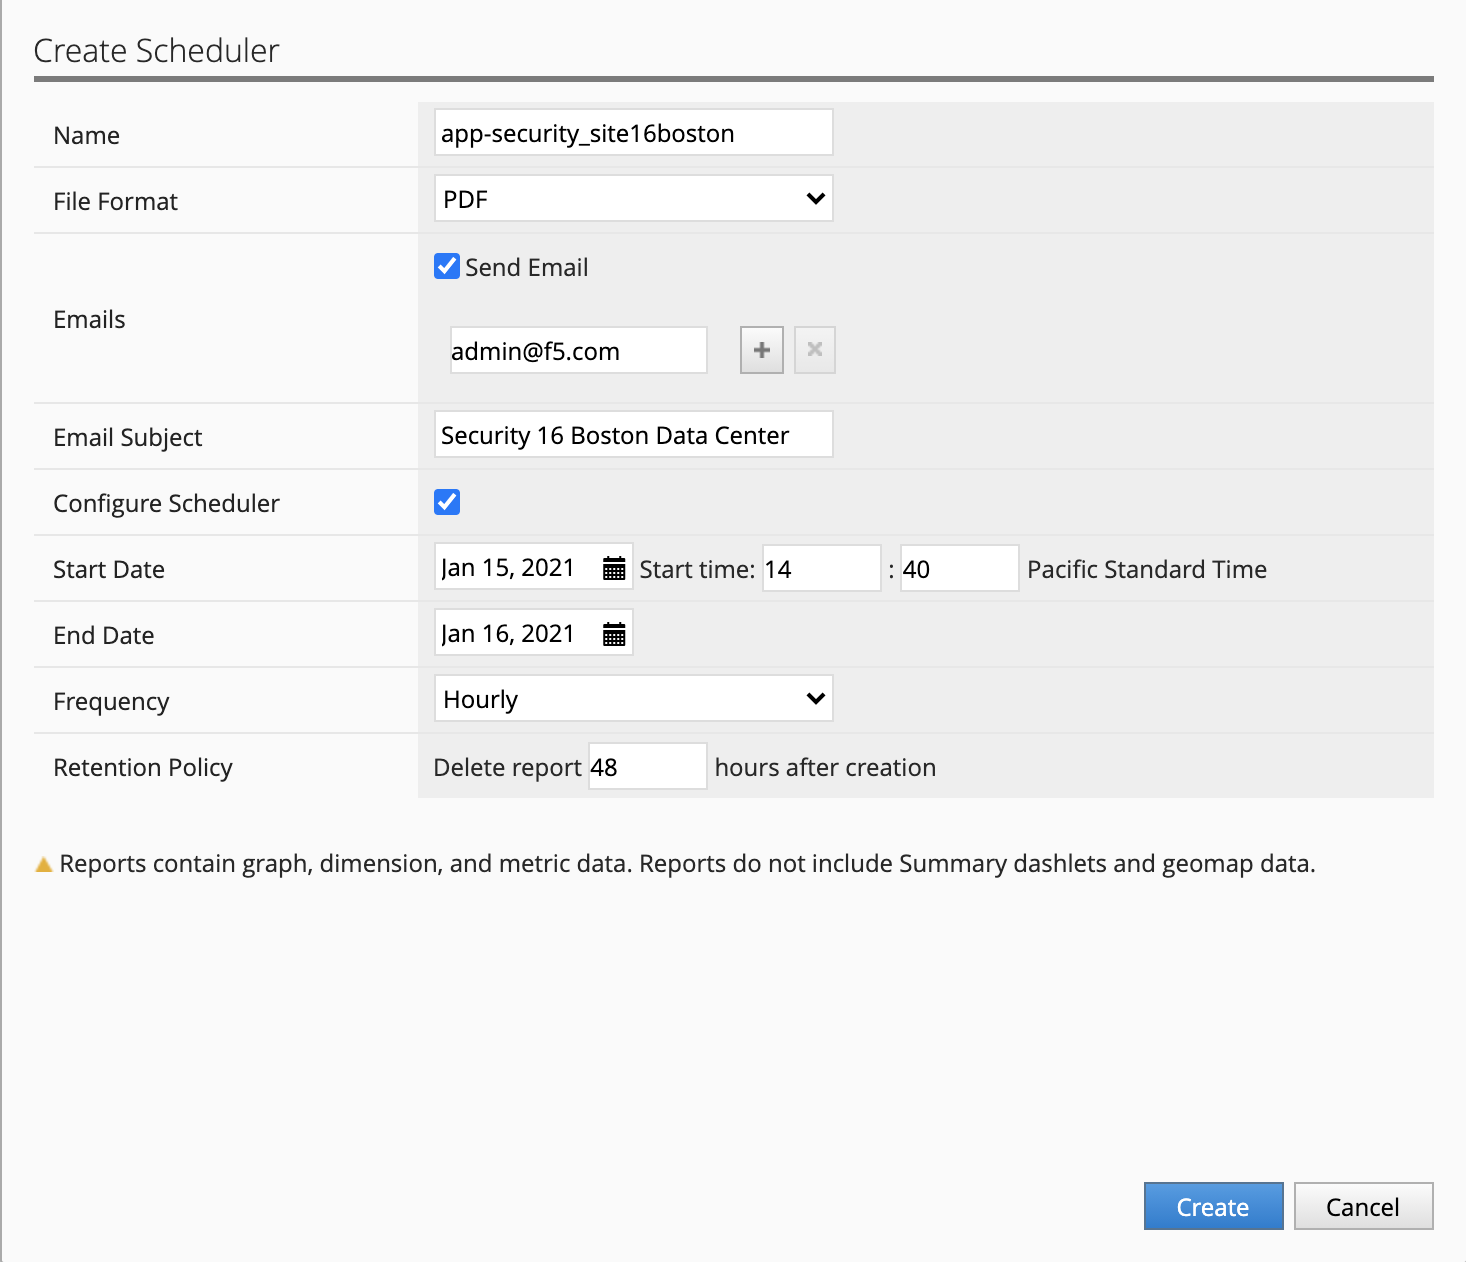 Create Scheduler
Name app-security_site16boston
File Format PDF
Send Email
Emails
admin@f5.com
Email Subject Security 16 Boston Data Center
Configure Scheduler
Start Date Jan 15, 2021 Start time: 14 : 40 Pacific Standard Time
End Date Jan 16, 2021
Frequency Hourly
Retention Policy Delete report 48 hours after creation
Reports contain graph, dimension, and metric data. Reports do not include Summary dashlets and geomap data.
Create Cancel